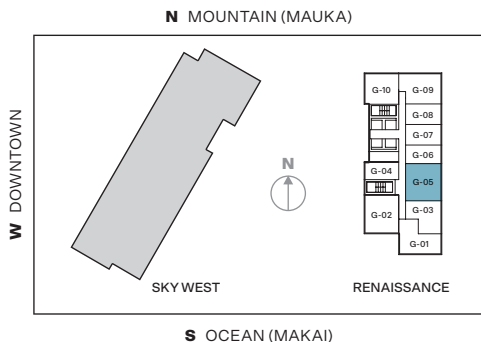 N MOUNTAIN (MAUKA)
W DOWNTOWN
G-10 G-09
G-08
G-07
G-06
G-04 G-05
G-02 G-03
G-01
N
SKY WEST RENAISSANCE
S OCEAN (MAKAI)